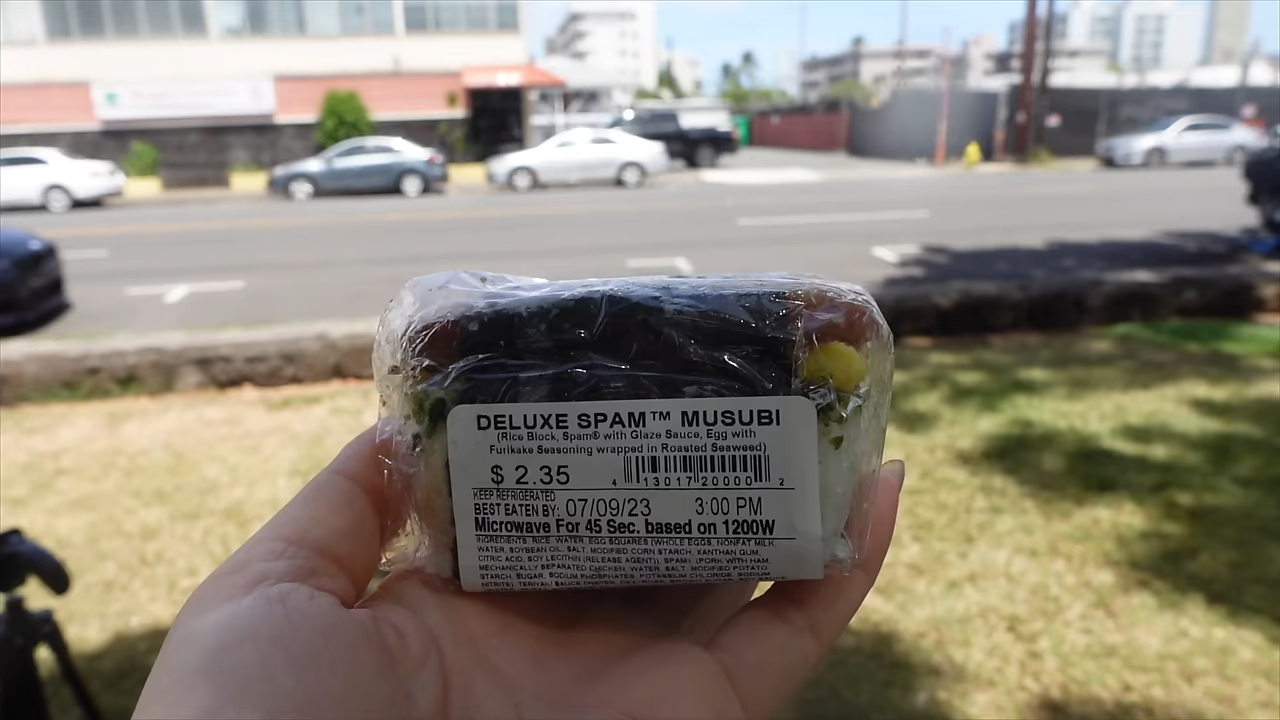 DELUXE SPAM™ MUSUBI
(Rice Block, Spam® with Glaze Sauce, Egg with
Furikake Seasoning wrapped in Roasted Seaweed)
$ 2.35
4 13017 20000 2
KEEP REFRIGERATED
BEST EATEN BY: 07/09/23 3:00 PM
Microwave For 45 Sec. based on 1200W
INGREDIENTS: RICE, WATER, EGG SQUARES (WHOLE EGGS, NONFAT MILK,
WATER, SOYBEAN OIL, SALT, MODIFIED CORN STARCH, XANTHAN GUM,
CITRIC ACID, SOY LECITHIN (RELEASE AGENT)), SPAM (PORK WITH HAM,
MECHANICALLY SEPARATED CHICKEN, WATER, SALT, MODIFIED POTATO
STARCH, SUGAR, SODIUM PHOSPHATES, POTASSIUM CHLORIDE, SODIUM
NITRITE), TERIYAKI SAUCE